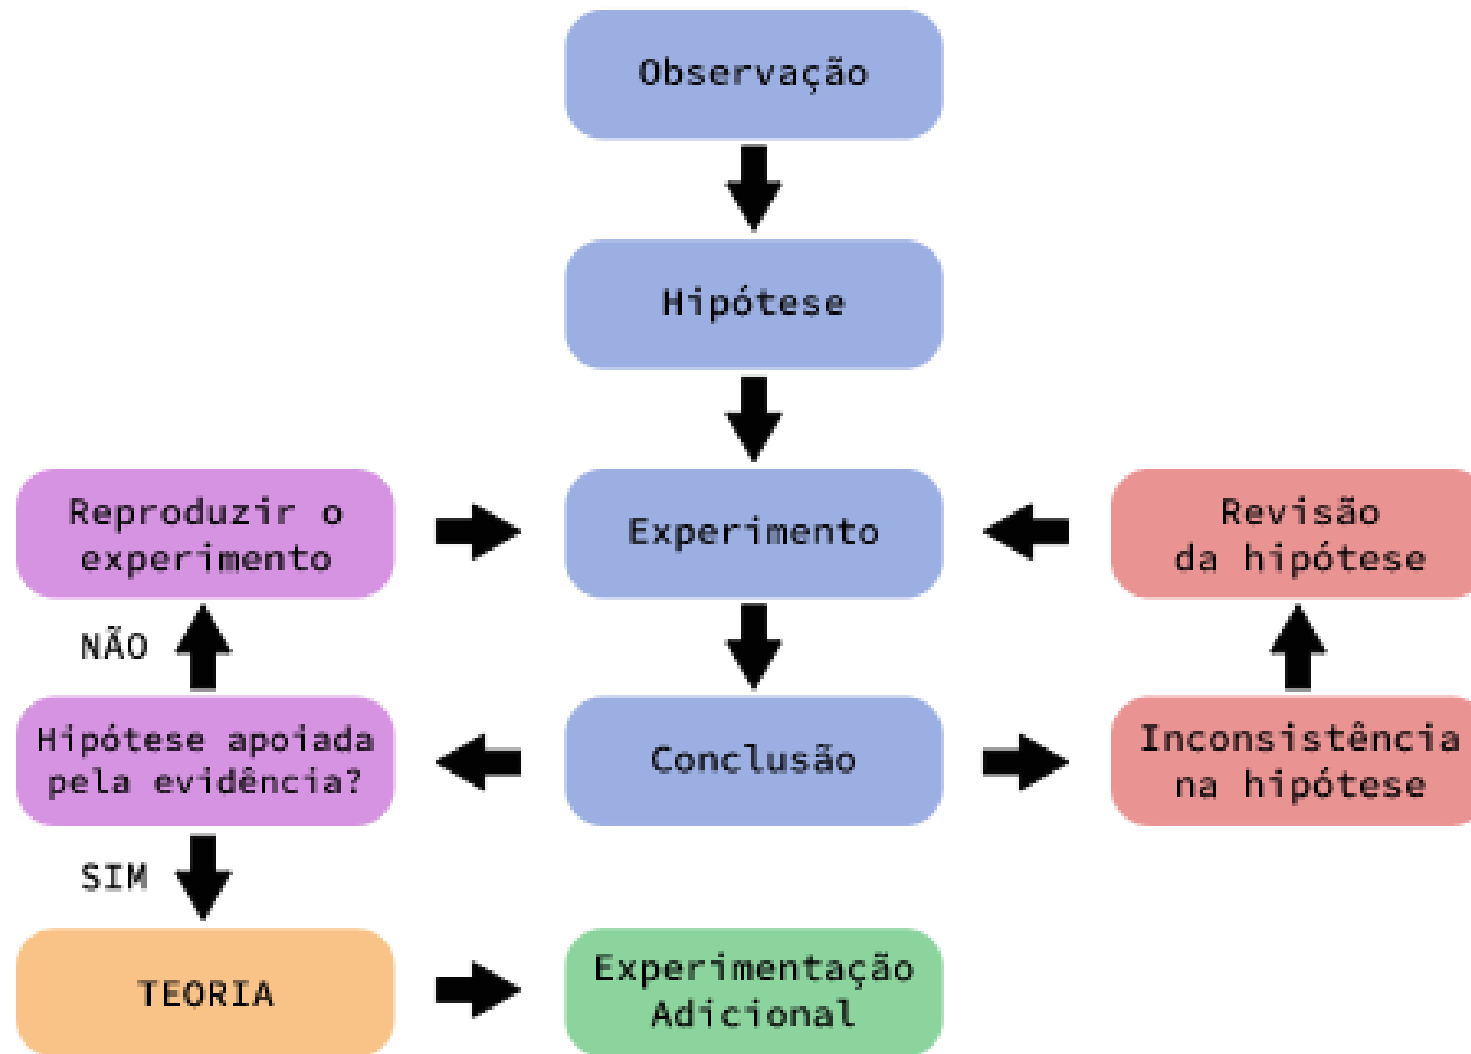 Observação
Hipótese
Reproduzir o
experimento
Experimento
Revisão
da hipótese
NÃO
Hipótese apoiada
pela evidência?
Conclusão
Inconsistência
na hipótese
SIM
TEORIA
Experimentação
Adicional